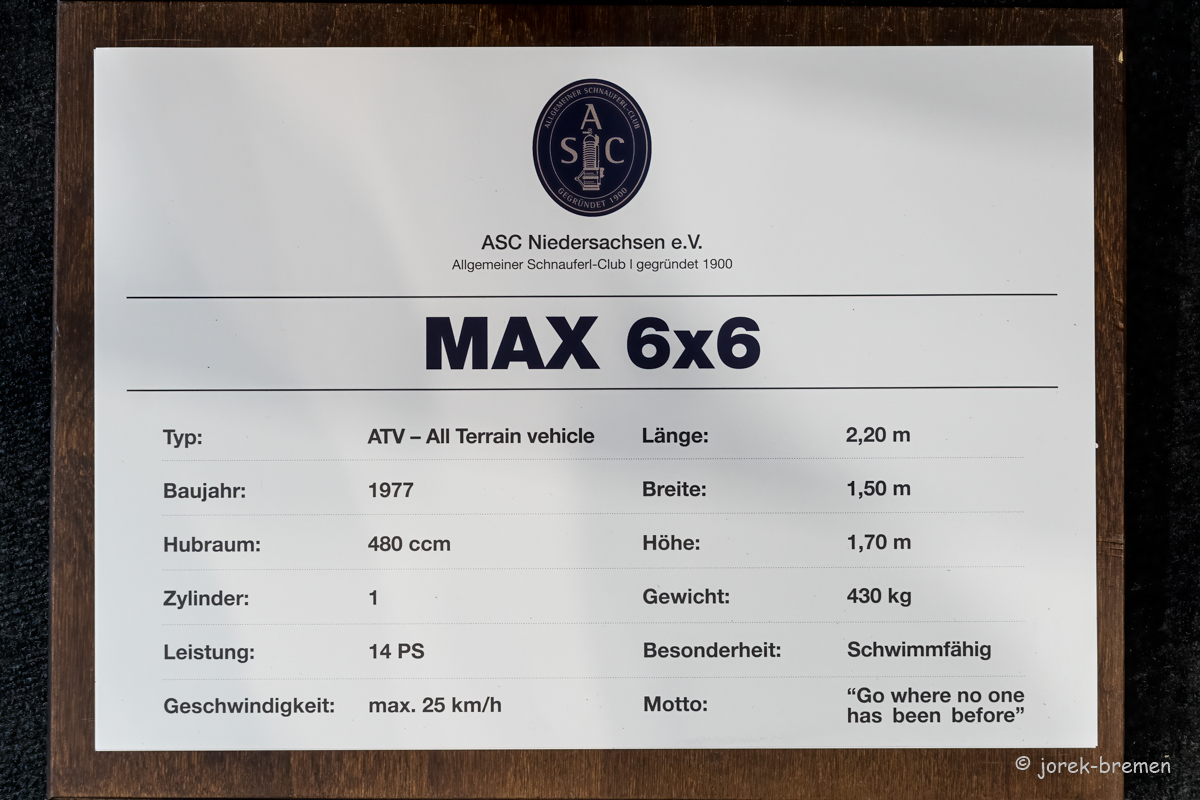 ALLGEMEINER SCHNAUFERL-CLUB
A
S C
GEGRÜNDET 1900
ASC Niedersachsen e.V.
Allgemeiner Schnauferl-Club I gegründet 1900
MAX 6x6
Typ: ATV – All Terrain vehicle Länge: 2,20 m
Baujahr: 1977 Breite: 1,50 m
Hubraum: 480 ccm Höhe: 1,70 m
Zylinder: 1 Gewicht: 430 kg
Leistung: 14 PS Besonderheit: Schwimmfähig
Geschwindigkeit: max. 25 km/h Motto: “Go where no one
has been before”
© jorek-bremen